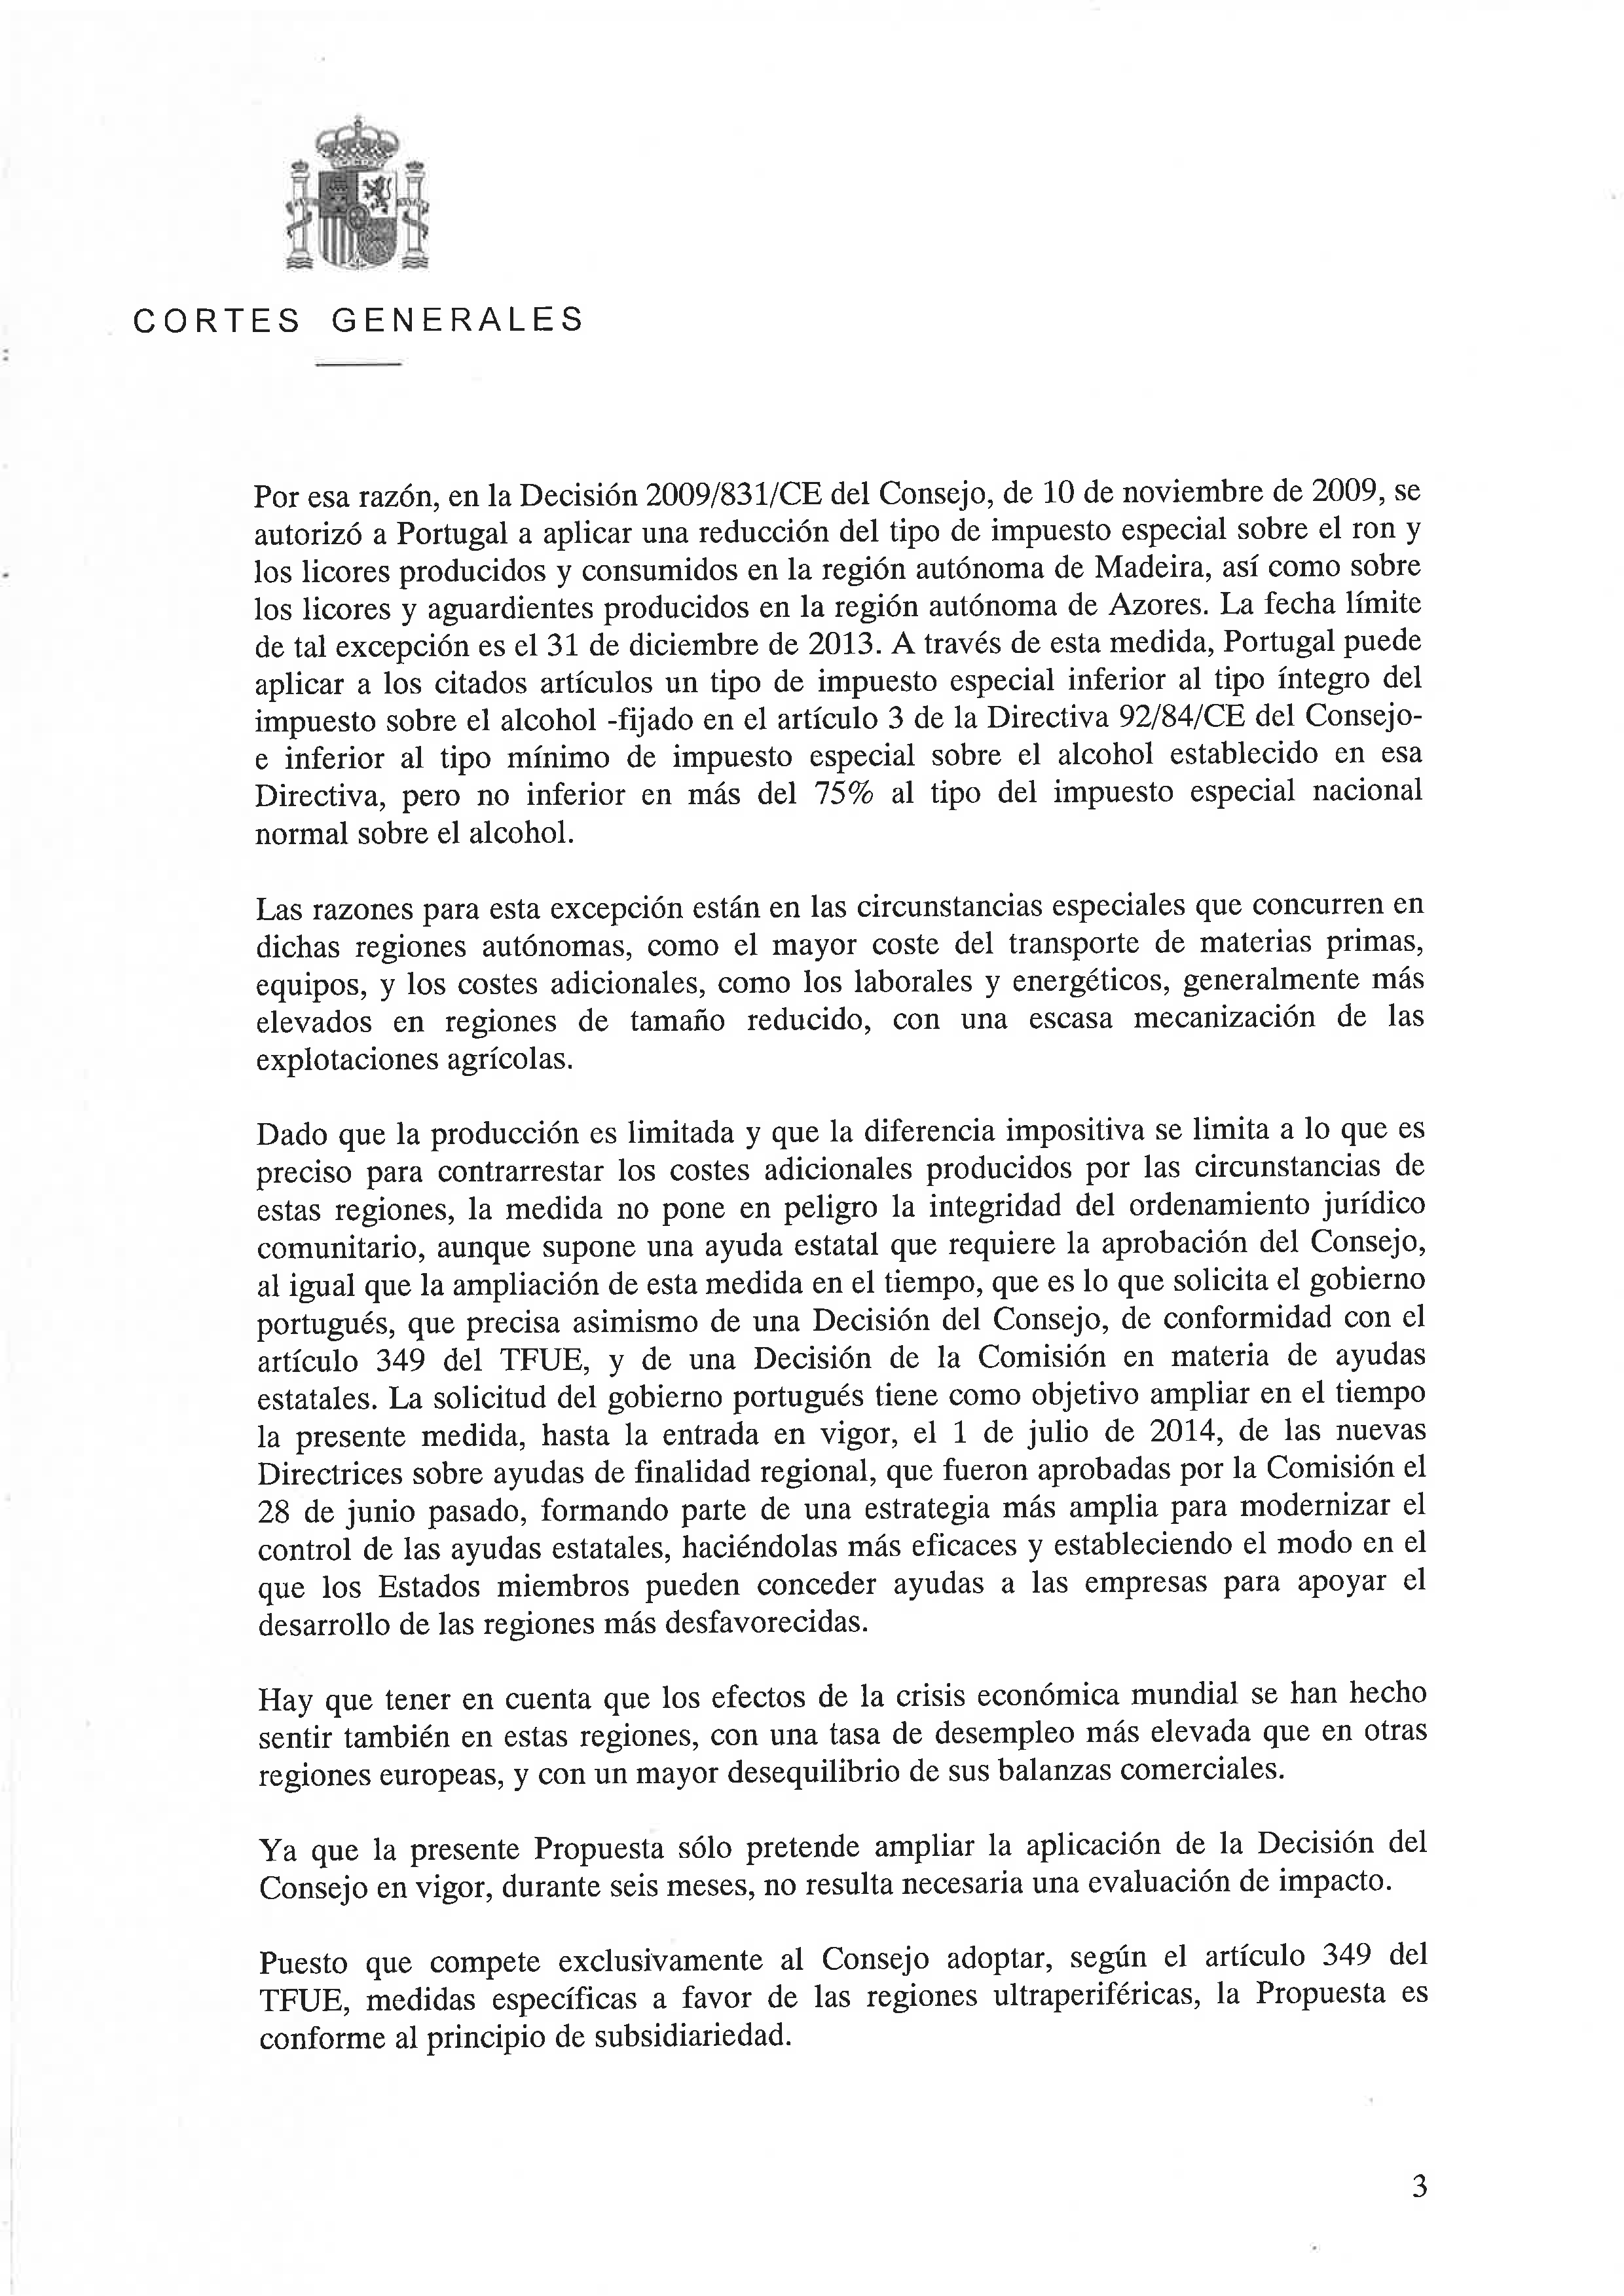 CORTES GENERALES
Por esa razón, en la Decisión 2009/831/CE del Consejo, de 10 de noviembre de 2009, se
autorizó a Portugal a aplicar una reducción del tipo de impuesto especial sobre el ron y
los licores producidos y consumidos en la región autónoma de Madeira, así como sobre
los licores y aguardientes producidos en la región autónoma de Azores. La fecha límite
de tal excepción es el 31 de diciembre de 2013. A través de esta medida, Portugal puede
aplicar a los citados artículos un tipo de impuesto especial inferior al tipo íntegro del
impuesto sobre el alcohol -fijado en el artículo 3 de la Directiva 92/84/CE del Consejo-
e inferior al tipo mínimo de impuesto especial sobre el alcohol establecido en esa
Directiva, pero no inferior en más del 75% al tipo del impuesto especial nacional
normal sobre el alcohol.
Las razones para esta excepción están en las circunstancias especiales que concurren en
dichas regiones autónomas, como el mayor coste del transporte de materias primas,
equipos, y los costes adicionales, como los laborales y energéticos, generalmente más
elevados en regiones de tamaño reducido, con una escasa mecanización de las
explotaciones agrícolas.
Dado que la producción es limitada y que la diferencia impositiva se limita a lo que es
preciso para contrarrestar los costes adicionales producidos por las circunstancias de
estas regiones, la medida no pone en peligro la integridad del ordenamiento jurídico
comunitario, aunque supone una ayuda estatal que requiere la aprobación del Consejo,
al igual que la ampliación de esta medida en el tiempo, que es lo que solicita el gobierno
portugués, que precisa asimismo de una Decisión del Consejo, de conformidad con el
artículo 349 del TFUE, y de una Decisión de la Comisión en materia de ayudas
estatales. La solicitud del gobierno portugués tiene como objetivo ampliar en el tiempo
la presente medida, hasta la entrada en vigor, el 1 de julio de 2014, de las nuevas
Directrices sobre ayudas de finalidad regional, que fueron aprobadas por la Comisión el
28 de junio pasado, formando parte de una estrategia más amplia para modernizar el
control de las ayudas estatales, haciéndolas más eficaces y estableciendo el modo en el
que los Estados miembros pueden conceder ayudas a las empresas para apoyar el
desarrollo de las regiones más desfavorecidas.
Hay que tener en cuenta que los efectos de la crisis económica mundial se han hecho
sentir también en estas regiones, con una tasa de desempleo más elevada que en otras
regiones europeas, y con un mayor desequilibrio de sus balanzas comerciales.
Ya que la presente Propuesta sólo pretende ampliar la aplicación de la Decisión del
Consejo en vigor, durante seis meses, no resulta necesaria una evaluación de impacto.
Puesto que compete exclusivamente al Consejo adoptar, según el artículo 349 del
TFUE, medidas específicas a favor de las regiones ultraperiféricas, la Propuesta es
conforme al principio de subsidiariedad.
3